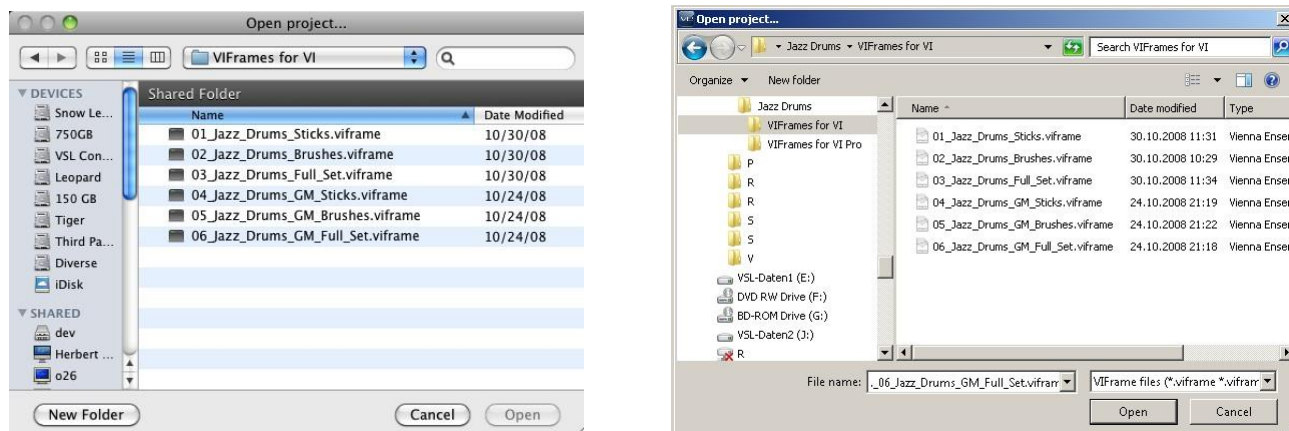 Open project...
VIFrames for VI
DEVICES
Snow Le...
750GB
VSL Con...
Leopard
150 GB
Tiger
Third Pa...
Diverse
iDisk
SHARED
dev
Herbert ...
o26
Shared Folder
Name Date Modified
01_Jazz_Drums_Sticks.viframe 10/30/08
02_Jazz_Drums_Brushes.viframe 10/30/08
03_Jazz_Drums_Full_Set.viframe 10/30/08
04_Jazz_Drums_GM_Sticks.viframe 10/24/08
05_Jazz_Drums_GM_Brushes.viframe 10/24/08
06_Jazz_Drums_GM_Full_Set.viframe 10/24/08
New Folder Cancel Open
Open project...
Jazz Drums VIFrames for VI Search VIFrames for VI
Organize New folder
Jazz Drums
VIFrames for VI
VIFrames for VI Pro
P
R
R
S
S
V
VSL-Daten1 (E:)
DVD RW Drive (F:)
BD-ROM Drive (G:)
VSL-Daten2 (J:)
R
Name Date modified Type
01_Jazz_Drums_Sticks.viframe 30.10.2008 11:31 Vienna Enser
02_Jazz_Drums_Brushes.viframe 30.10.2008 10:29 Vienna Enser
03_Jazz_Drums_Full_Set.viframe 30.10.2008 11:34 Vienna Enser
04_Jazz_Drums_GM_Sticks.viframe 24.10.2008 21:19 Vienna Enser
05_Jazz_Drums_GM_Brushes.viframe 24.10.2008 21:22 Vienna Enser
06_Jazz_Drums_GM_Full_Set.viframe 24.10.2008 21:18 Vienna Enser
File name: ._06_Jazz_Drums_GM_Full_Set.vifram VIFrame files (*.viframe *.vifram
Open Cancel